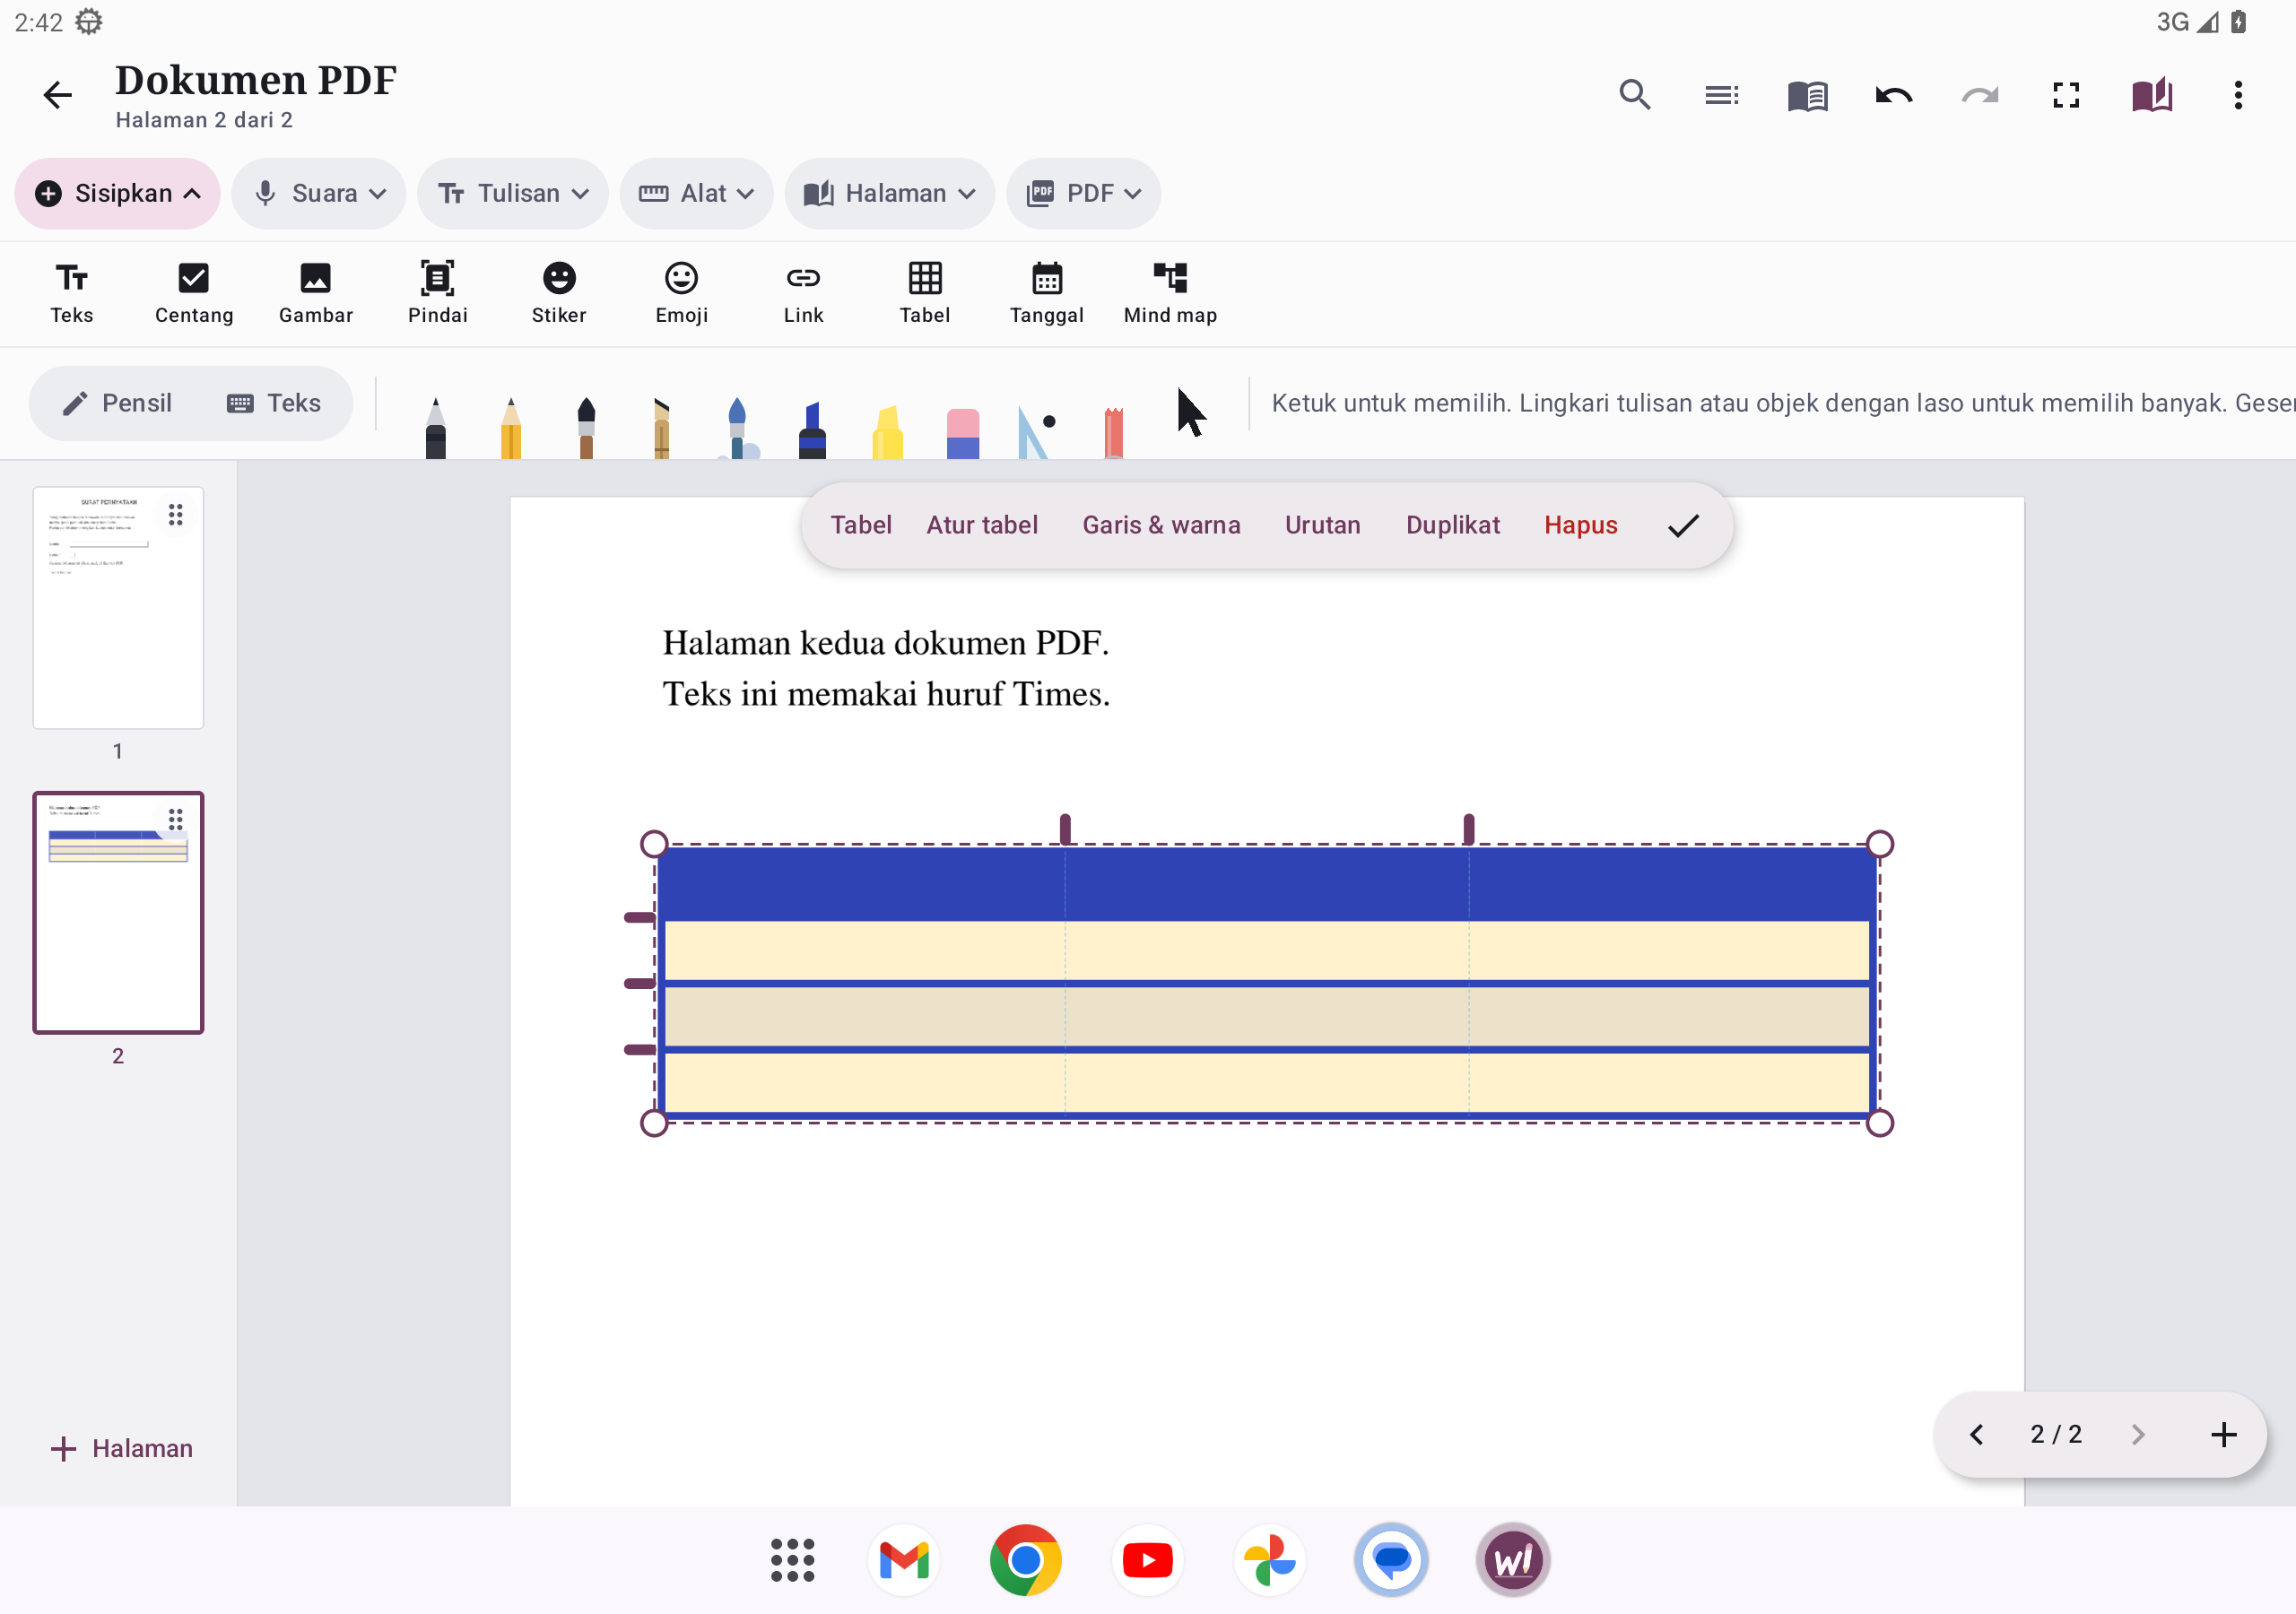 2:42
3G
Dokumen PDF
Halaman 2 dari 2
Sisipkan
Suara
Tulisan
Alat
Halaman
PDF
Teks
Centang
Gambar
Pindai
Stiker
Emoji
Link
Tabel
Tanggal
Mind map
Pensil
Teks
Ketuk untuk memilih. Lingkari tulisan atau objek dengan laso untuk memilih banyak.
SURAT PERNYATAAN
1
2
Tabel
Atur tabel
Garis & warna
Urutan
Duplikat
Hapus
Halaman kedua dokumen PDF.
Teks ini memakai huruf Times.
+ Halaman
2 / 2